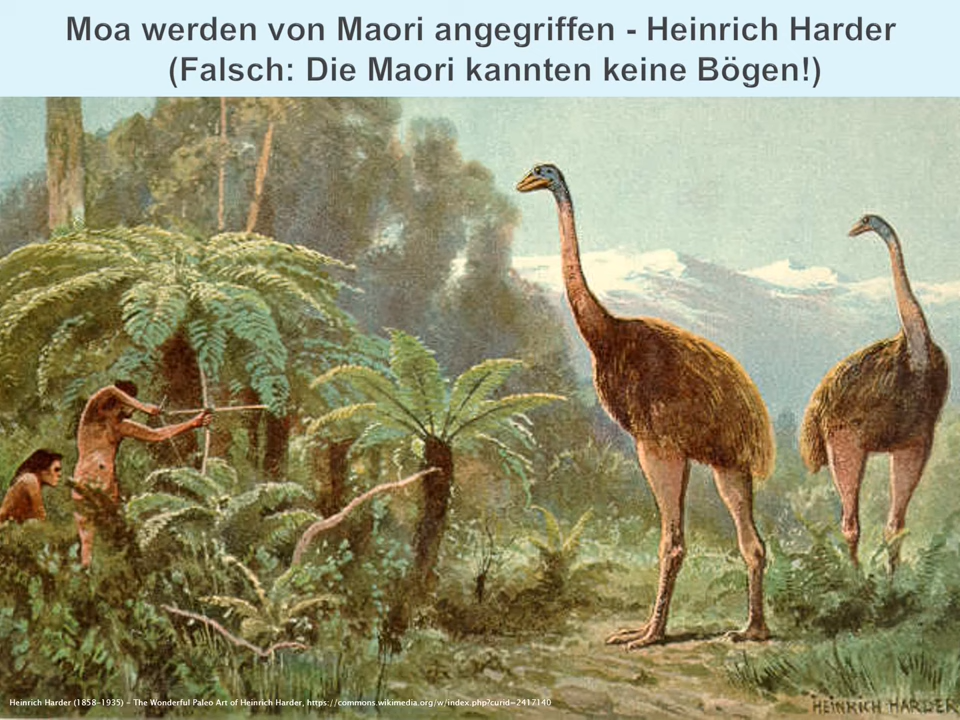 Moa werden von Maori angegriffen - Heinrich Harder
(Falsch: Die Maori kannten keine Bögen!)
Heinrich Harder (1858-1935) - The Wonderful Paleo Art of Heinrich Harder, https://commons.wikimedia.org/w/index.php?curid=2417140
HEINRICH HARDER